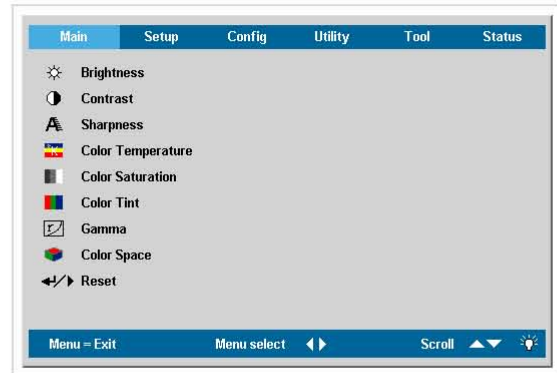 Main Setup Config Utility Tool Status
Brightness
Contrast
Sharpness
Color Temperature
Color Saturation
Color Tint
Gamma
Color Space
Reset
Menu = Exit Menu select Scroll